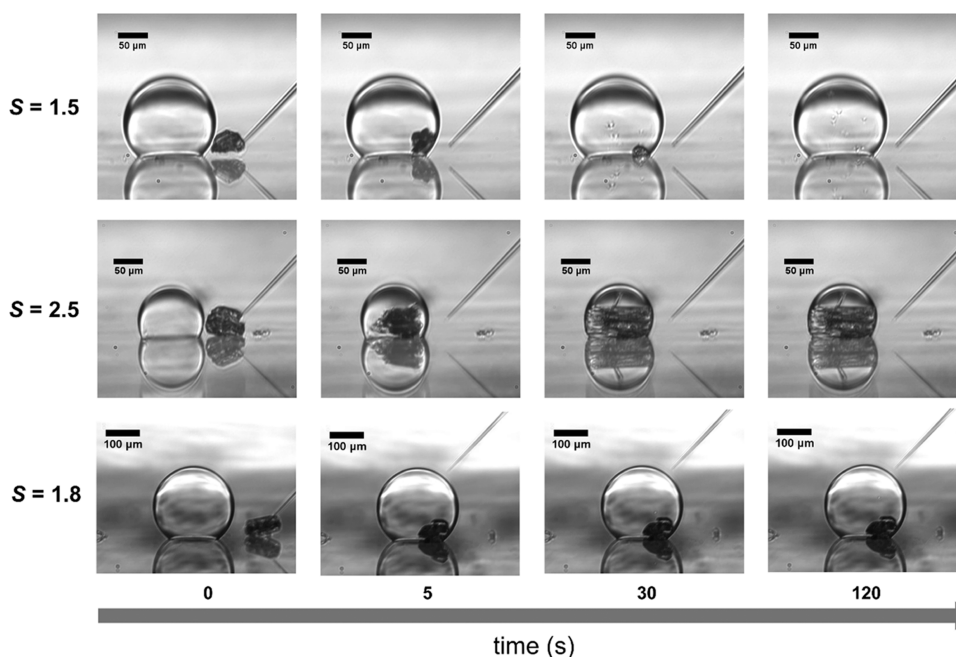 50 µm 50 µm 50 µm 50 µm
S = 1.5
50 µm 50 µm 50 µm 50 µm
S = 2.5
100 µm 100 µm 100 µm 100 µm
S = 1.8
0 5 30 120
time (s)